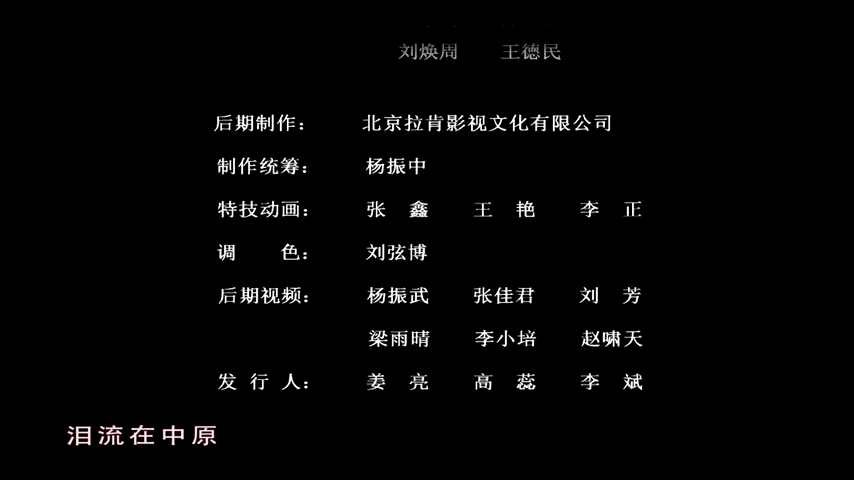 刘焕周 王德民
后期制作： 北京拉肯影视文化有限公司
制作统筹： 杨振中
特技动画： 张 鑫 王 艳 李 正
调 色： 刘弦博
后期视频： 杨振武 张佳君 刘 芳
梁雨晴 李小培 赵啸天
发 行 人： 姜 亮 高 蕊 李 斌
泪流在中原